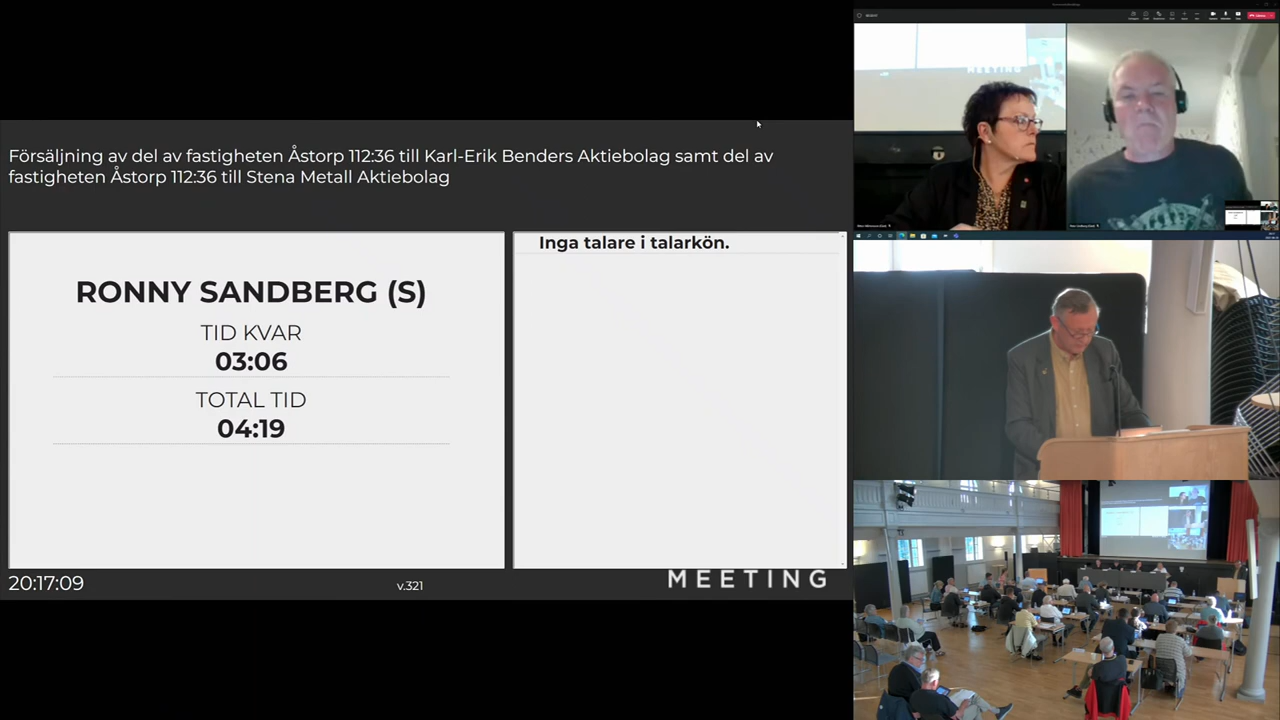 Försäljning av del av fastigheten Åstorp 112:36 till Karl-Erik Benders Aktiebolag samt del av
fastigheten Åstorp 112:36 till Stena Metall Aktiebolag
Inga talare i talarkön.
RONNY SANDBERG (S)
TID KVAR
03:06
TOTAL TID
04:19
20:17:09
v.321
MEETING
MEETING